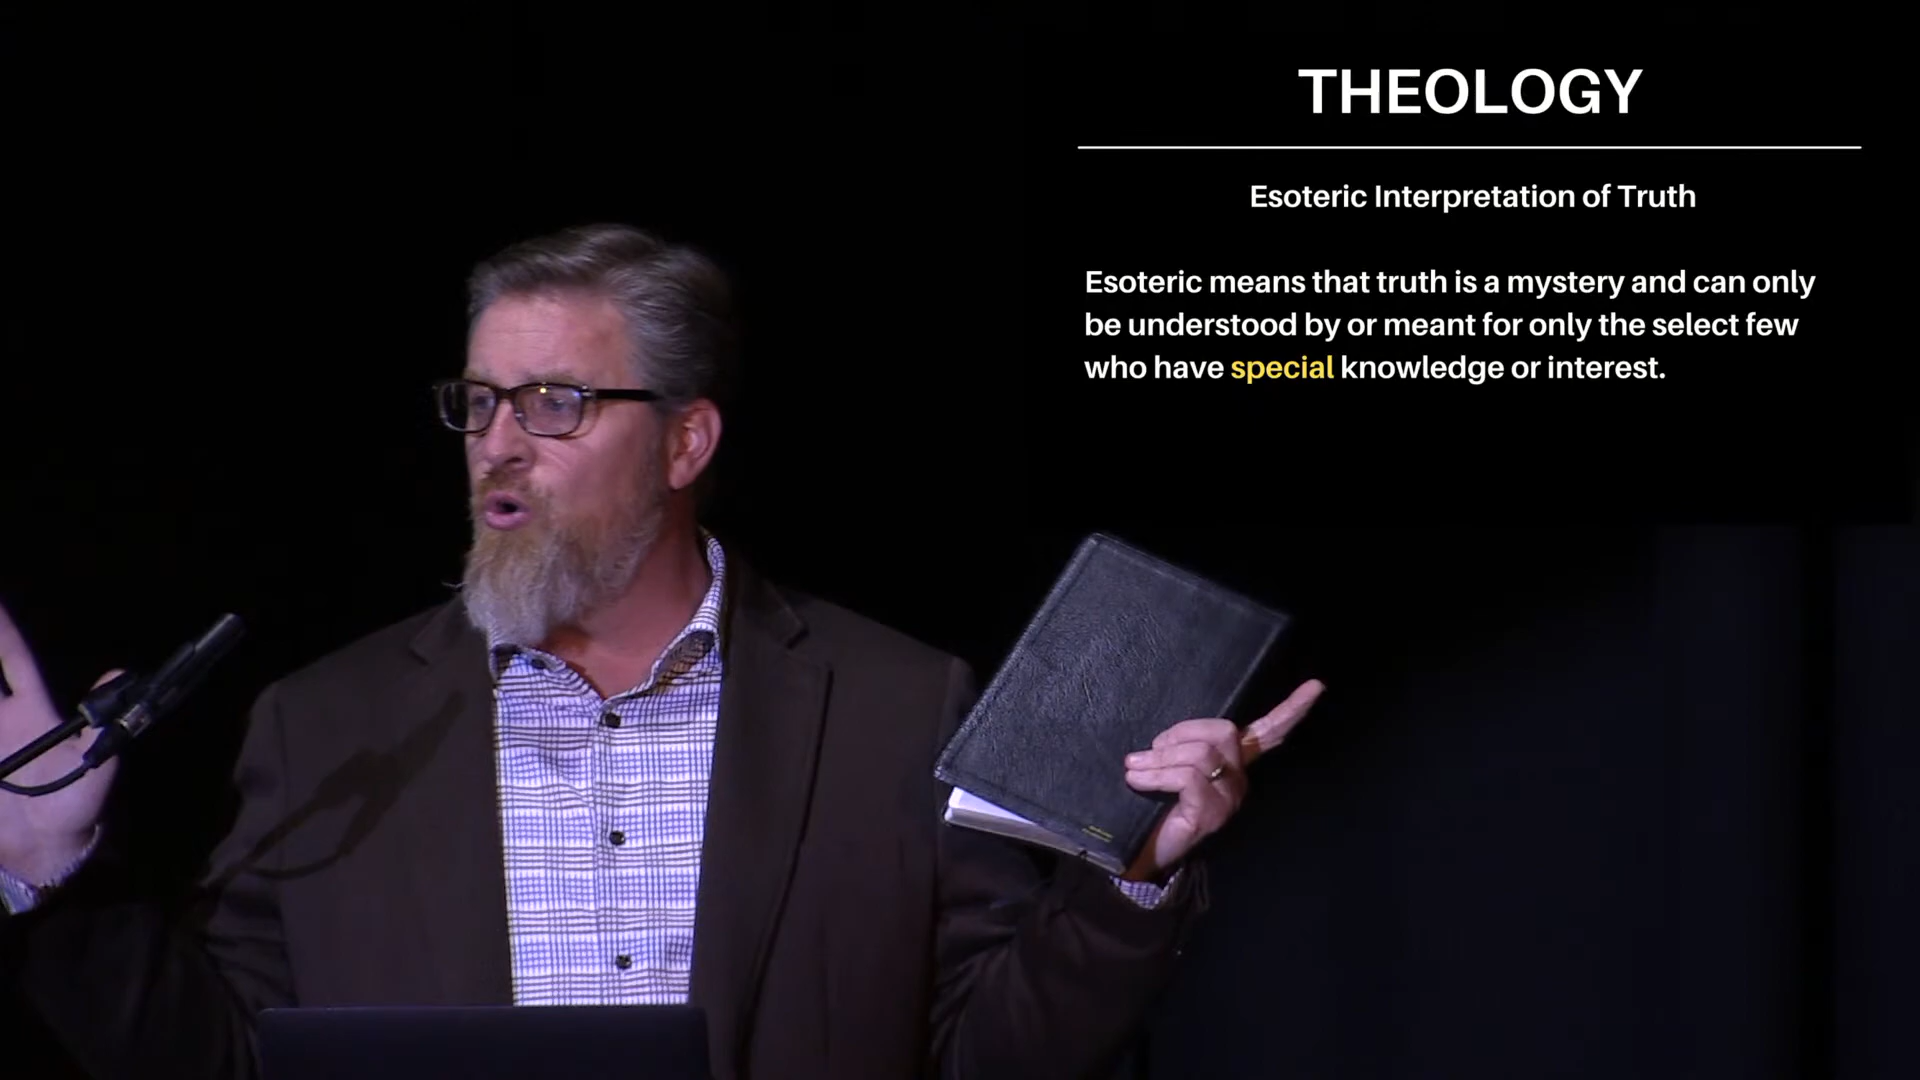 THEOLOGY
Esoteric Interpretation of Truth
Esoteric means that truth is a mystery and can only
be understood by or meant for only the select few
who have special knowledge or interest.